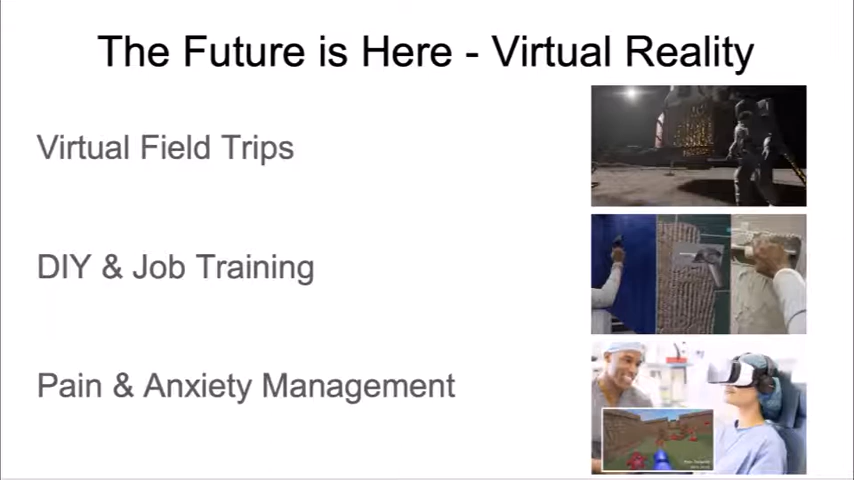 The Future is Here - Virtual Reality
Virtual Field Trips
DIY & Job Training
Pain & Anxiety Management